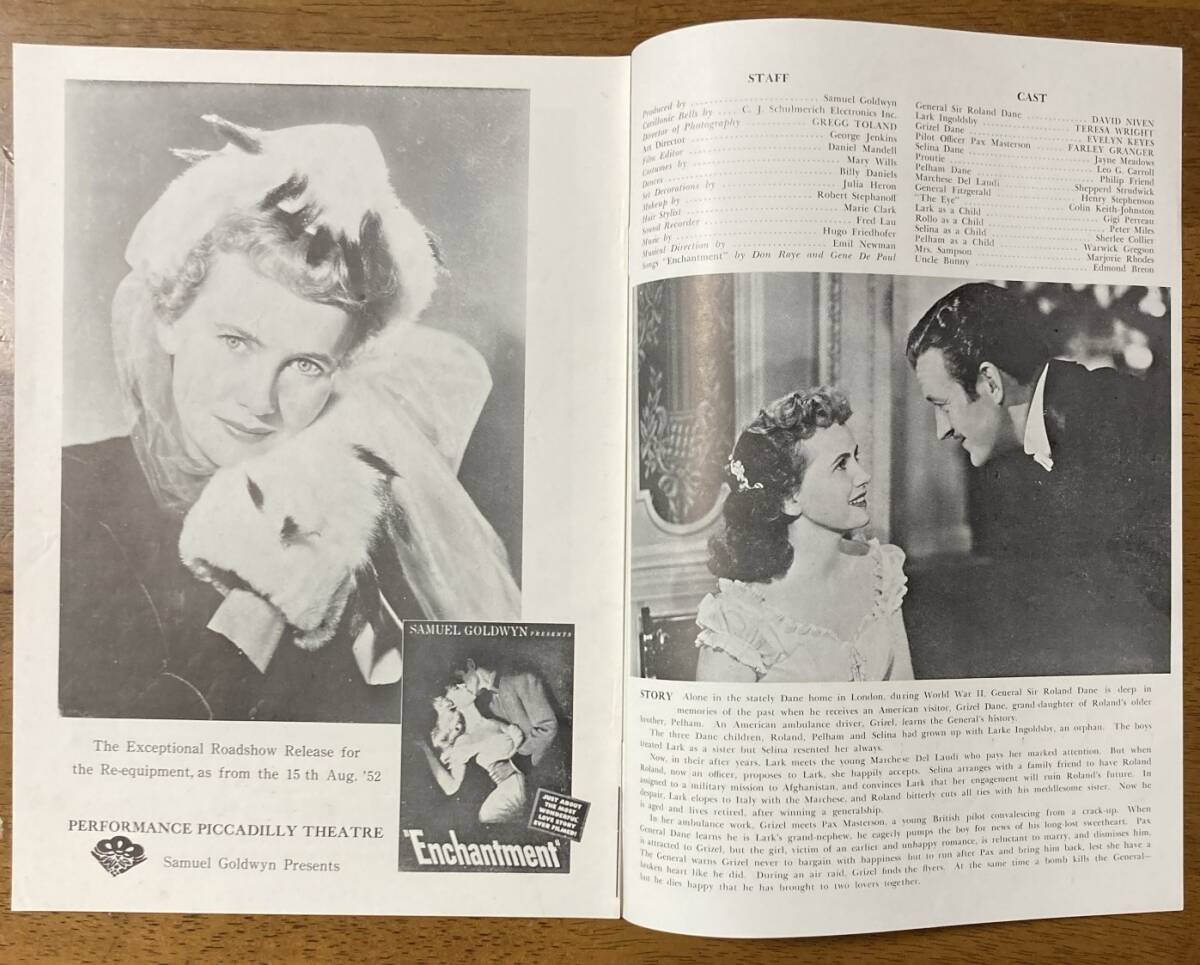 SAMUEL GOLDWYN PRESENTS
JUST ABOUT
THE MOST
WONDERFUL
LOVE STORY
EVER FILMED!
"Enchantment"
The Exceptional Roadshow Release for
the Re-equipment, as from the 15 th Aug. '52
PERFORMANCE PICCADILLY THEATRE
Samuel Goldwyn Presents
STAFF
Produced by Samuel Goldwyn
Carillonic Bells by C. J. Schulmerich Electronics Inc.
Director of Photography GREGG TOLAND
Art Director George Jenkins
Film Editor Daniel Mandell
Costumes by Mary Wills
Dances Billy Daniels
Set Decorations by Julia Heron
Makeup by Robert Stephanoff
Hair Stylist Marie Clark
Sound Recorder Fred Lau
Music by Hugo Friedhofer
Musical Direction by Emil Newman
Songs "Enchantment" by Don Raye and Gene De Paul
CAST
General Sir Roland Dane DAVID NIVEN
Lark Ingoldsby TERESA WRIGHT
Grizel Dane EVELYN KEYES
Pilot Officer Pax Masterson FARLEY GRANGER
Selina Dane Jayne Meadows
Proutie Leo G. Carroll
Pelham Dane Philip Friend
Marchese Del Laudi Shepperd Strudwick
General Fitzgerald Henry Stephenson
"The Eye" Colin Keith-Johnston
Lark as a Child Gigi Perreau
Rollo as a Child Peter Miles
Selina as a Child Sherlee Collier
Pelham as a Child Warwick Gregson
Mrs. Sampson Marjorie Rhodes
Uncle Bunny Edmond Breon
STORY Alone in the stately Dane home in London, during World War II, General Sir Roland Dane is deep in
memories of the past when he receives an American visitor, Grizel Dane, grand daughter of Roland's older
brother, Pelham. An American ambulance driver, Grizel, learns the General's history.
The three Dane children, Roland, Pelham and Selina had grown up with Larke Ingoldsby, an orphan. The boys
treated Lark as a sister but Selina resented her always.
Now, in their after years, Lark meets the young Marchese Del Laudi who pays her marked attention. But when
Roland, now an officer, proposes to Lark, she happily accepts. Selina arranges with a family friend to have Roland
assigned to a military mission to Afghanistan, and convinces Lark that her engagement will ruin Roland's future. In
despair, Lark elopes to Italy with the Marchese, and Roland bitterly cuts all ties with his meddlesome sister. Now he
is aged and lives retired, after winning a generalship.
In her ambulance work, Grizel meets Pax Masterson, a young British pilot convalescing from a crack-up. When
General Dane learns he is Lark's grand-nephew, he eagerly pumps the boy for news of his long-lost sweetheart. Pax
is attracted to Grizel, but the girl, victim of an earlier and unhappy romance, is reluctant to marry, and dismisses him.
The General warns Grizel never to bargain with happiness but to run after Pax and bring him back, lest she have a
broken heart like he did. During an air raid, Grizel finds the flyers. At the same time a bomb kills the General—
but he dies happy that he has brought to two lovers together.